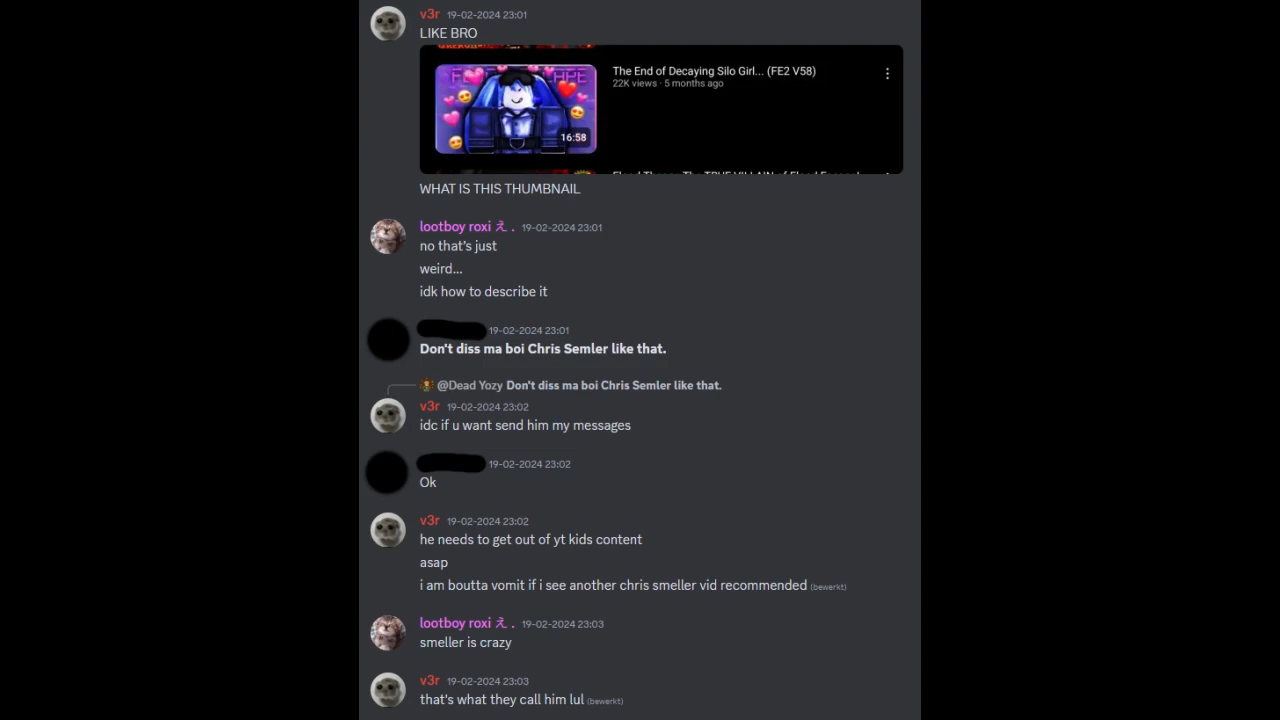 v3r 19-02-2024 23:01
LIKE BRO
The End of Decaying Silo Girl... (FE2 V58)
22K views · 5 months ago
16:58
WHAT IS THIS THUMBNAIL
lootboy roxi え . 19-02-2024 23:01
no that's just
weird...
idk how to describe it
19-02-2024 23:01
Don't diss ma boi Chris Semler like that.
@Dead Yozy Don't diss ma boi Chris Semler like that.
v3r 19-02-2024 23:02
idc if u want send him my messages
19-02-2024 23:02
Ok
v3r 19-02-2024 23:02
he needs to get out of yt kids content
asap
i am boutta vomit if i see another chris smeller vid recommended (bewerkt)
lootboy roxi え . 19-02-2024 23:03
smeller is crazy
v3r 19-02-2024 23:03
that's what they call him lul (bewerkt)